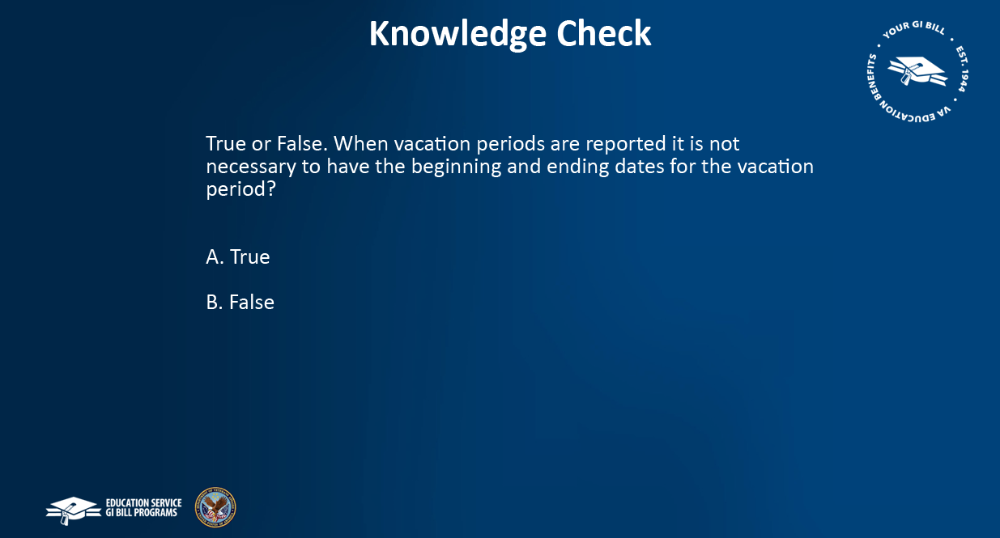 Knowledge Check
YOUR GI BILL • EST. 1944 • VA EDUCATION BENEFITS •
True or False. When vacation periods are reported it is not
necessary to have the beginning and ending dates for the vacation
period?
A. True
B. False
EDUCATION SERVICE
GI BILL PROGRAMS